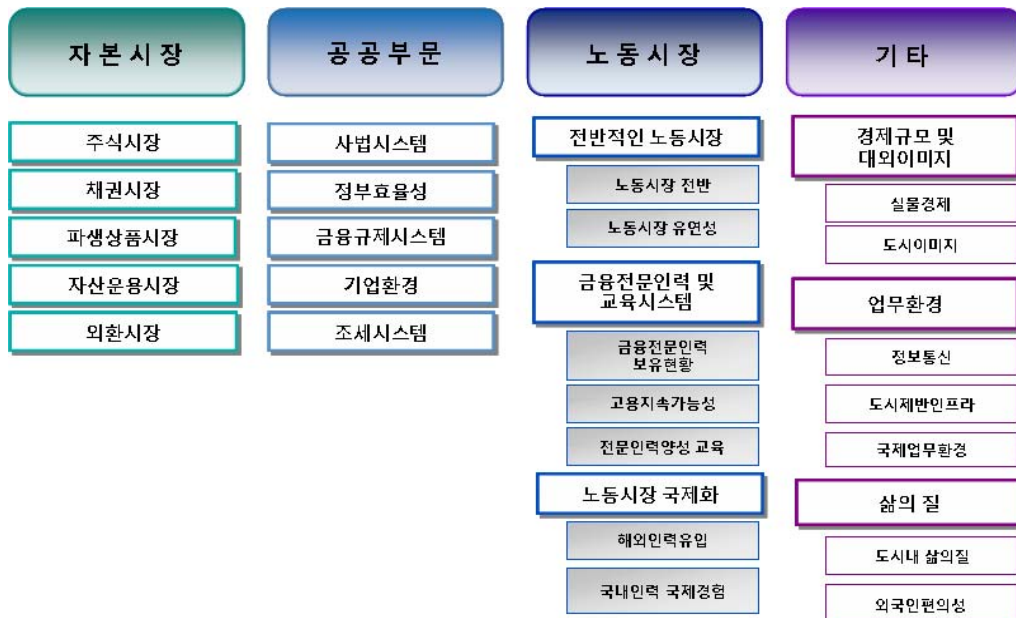 자 본 시 장
주식시장
채권시장
파생상품시장
자산운용시장
외환시장
공 공 부 문
사법시스템
정부효율성
금융규제시스템
기업환경
조세시스템
노 동 시 장
전반적인 노동시장
노동시장 전반
노동시장 유연성
금융전문인력 및
교육시스템
금융전문인력
보유현황
고용지속가능성
전문인력양성 교육
노동시장 국제화
해외인력유입
국내인력 국제경험
기 타
경제규모 및
대외이미지
실물경제
도시이미지
업무환경
정보통신
도시제반인프라
국제업무환경
삶의 질
도시내 삶의질
외국인편의성